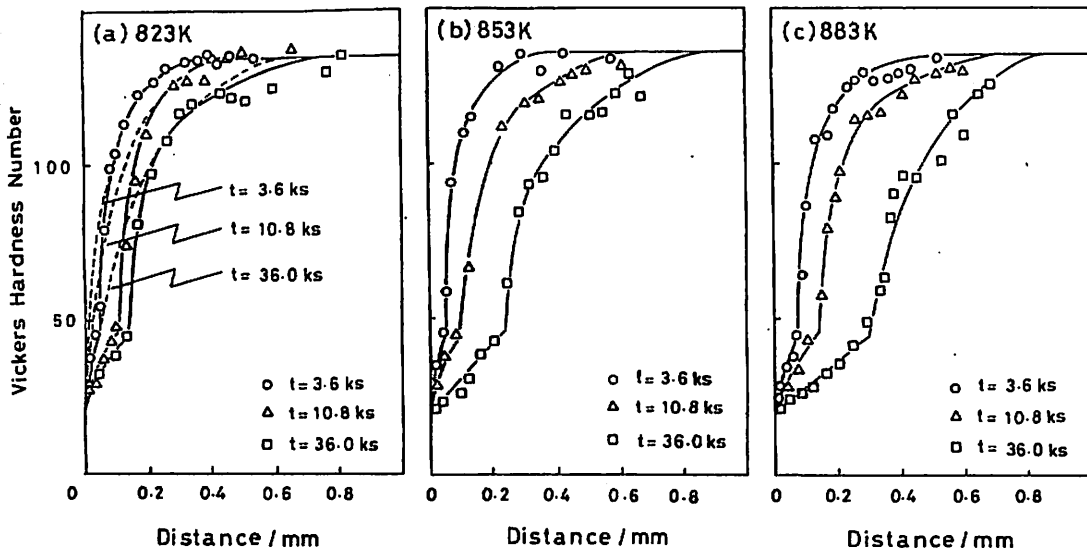 Vickers Hardness Number
100
50
0
(a) 823K
t = 3.6 ks
t = 10.8 ks
t = 36.0 ks
t = 3.6 ks
t = 10.8 ks
t = 36.0 ks
0 0.2 0.4 0.6 0.8
Distance / mm
(b) 853K
t = 3.6 ks
t = 10.8 ks
t = 36.0 ks
0 0.2 0.4 0.6 0.8
Distance / mm
(c) 883K
t = 3.6 ks
t = 10.8 ks
t = 36.0 ks
0 0.2 0.4 0.6 0.8
Distance / mm